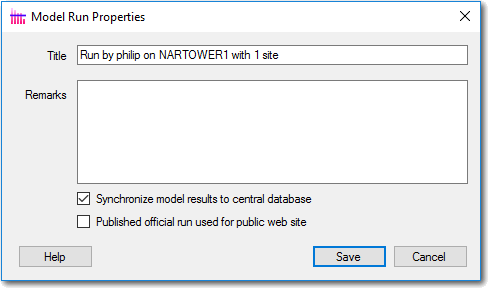 Model Run Properties
Title
Run by philip on NARTOWER1 with 1 site
Remarks
Synchronize model results to central database
Published official run used for public web site
Help
Save
Cancel